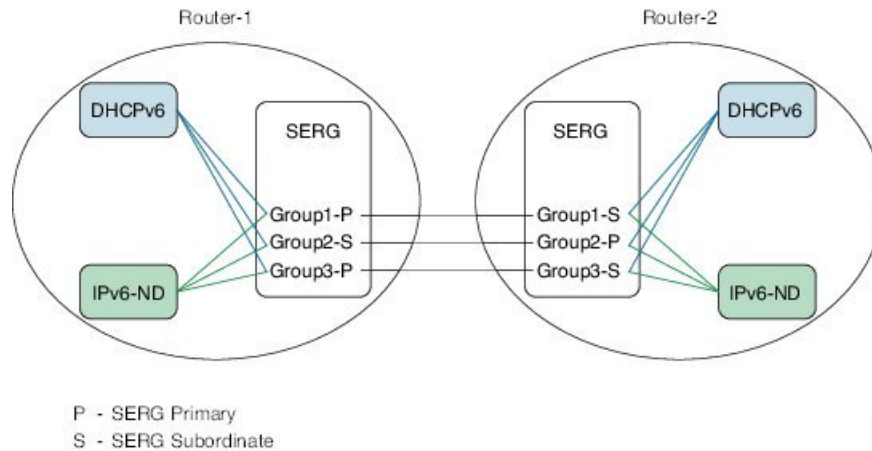 Router-1
Router-2
DHCPv6
SERG
Group1-P
Group2-S
Group3-P
IPv6-ND
SERG
Group1-S
Group2-P
Group3-S
DHCPv6
IPv6-ND
P - SERG Primary
S - SERG Subordinate